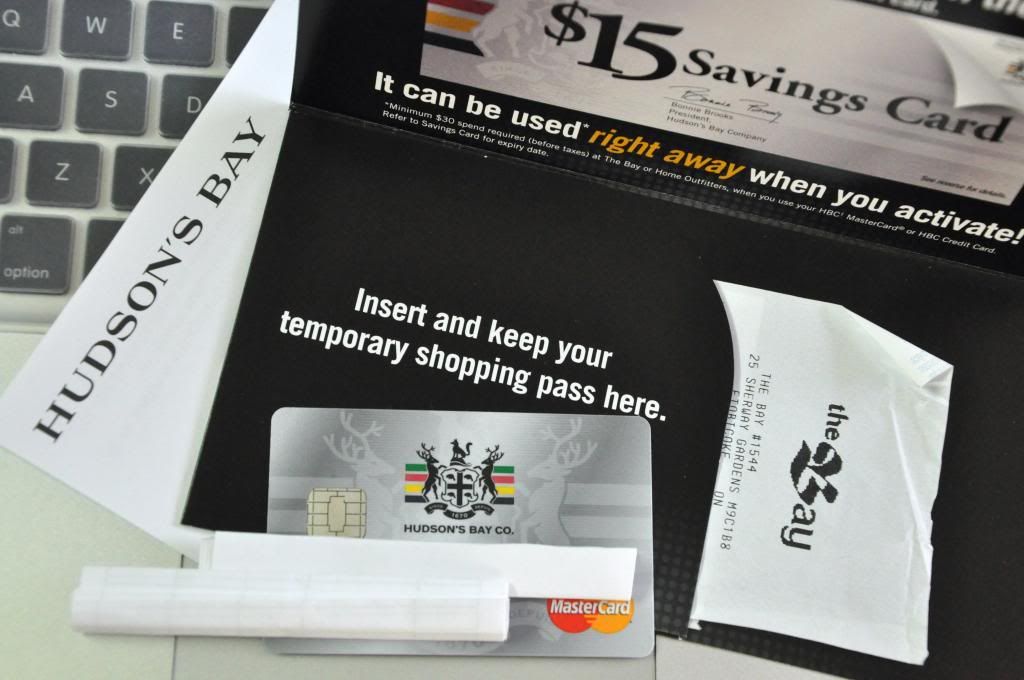 Q W E
A S D
Z X
alt
option
HUDSON'S BAY
$15 Savings Card
Bonnie Brooks
President,
Hudson's Bay Company
See reverse for details.
It can be used* right away when you activate!
*Minimum $30 spend required (before taxes) at The Bay or Home Outfitters, when you use your HBC MasterCard® or HBC Credit Card.
Refer to Savings Card for expiry date.
Insert and keep your
temporary shopping pass here.
HUDSON'S BAY CO.
1670
MasterCard
the Bay
THE BAY #1544
25 SHERWAY GARDENS M9C1B8
ETOBICOKE ON